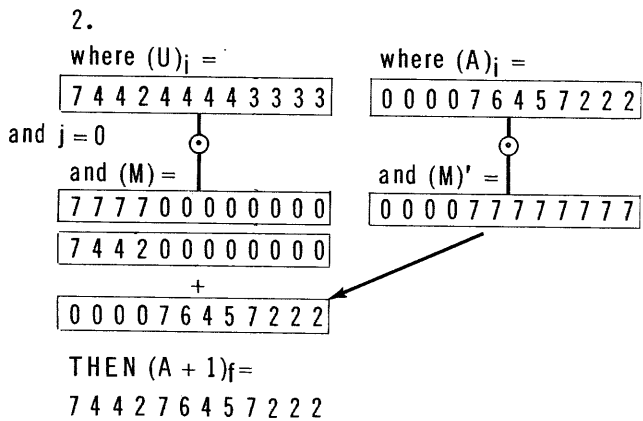 2.
where (U)i =
7 4 4 2 4 4 4 4 3 3 3 3
and j = 0
and (M) =
7 7 7 7 0 0 0 0 0 0 0 0
7 4 4 2 0 0 0 0 0 0 0 0
+
0 0 0 0 7 6 4 5 7 2 2 2
THEN (A + 1)f =
7 4 4 2 7 6 4 5 7 2 2 2
where (A)i =
0 0 0 0 7 6 4 5 7 2 2 2
and (M)' =
0 0 0 0 7 7 7 7 7 7 7 7